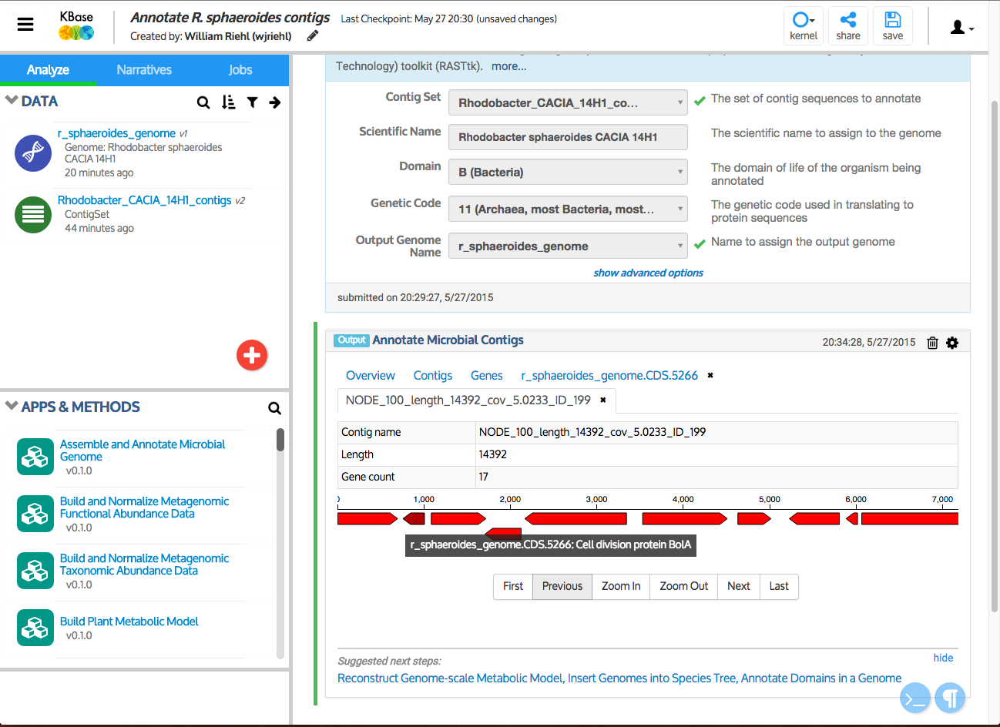 KBase
Annotate R. sphaeroides contigs
Last Checkpoint: May 27 20:30 (unsaved changes)
Created by: William Riehl (wjriehl)
kernel
share
save
Analyze
Narratives
Jobs
DATA
r_sphaeroides_genome v1
Genome: Rhodobacter sphaeroides
CACIA 14H1
20 minutes ago
Rhodobacter_CACIA_14H1_contigs v2
ContigSet
44 minutes ago
APPS & METHODS
Assemble and Annotate Microbial
Genome
v0.1.0
Build and Normalize Metagenomic
Functional Abundance Data
v0.1.0
Build and Normalize Metagenomic
Taxonomic Abundance Data
v0.1.0
Build Plant Metabolic Model
v0.1.0
Technology) toolkit (RASTtk). more...
Contig Set
Rhodobacter_CACIA_14H1_co...
The set of contig sequences to annotate
Scientific Name
Rhodobacter sphaeroides CACIA 14H1
The scientific name to assign to the genome
Domain
B (Bacteria)
The domain of life of the organism being
annotated
Genetic Code
11 (Archaea, most Bacteria, most...
The genetic code used in translating to
protein sequences
Output Genome
Name
r_sphaeroides_genome
Name to assign the output genome
show advanced options
submitted on 20:29:27, 5/27/2015
Output Annotate Microbial Contigs
20:34:28, 5/27/2015
Overview Contigs Genes r_sphaeroides_genome.CDS.5266
NODE_100_length_14392_cov_5.0233_ID_199
Contig name NODE_100_length_14392_cov_5.0233_ID_199
Length 14392
Gene count 17
0 1,000 2,000 3,000 4,000 5,000 6,000 7,000
r_sphaeroides_genome.CDS.5266: Cell division protein BolA
First Previous Zoom In Zoom Out Next Last
hide
Suggested next steps:
Reconstruct Genome-scale Metabolic Model, Insert Genomes into Species Tree, Annotate Domains in a Genome